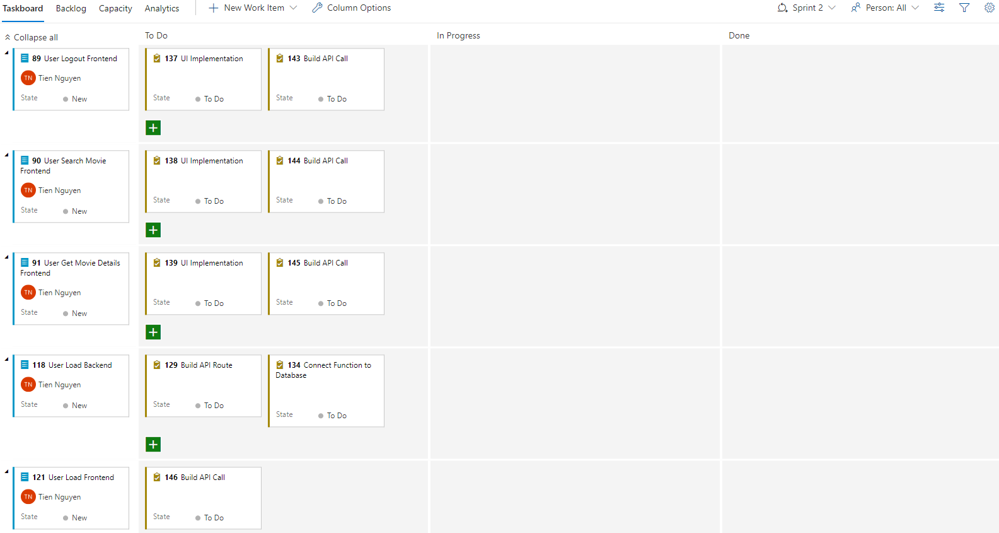 Taskboard Backlog Capacity Analytics New Work Item Column Options Sprint 2 Person: All
Collapse all To Do In Progress Done
89 User Logout Frontend
TN Tien Nguyen
State New
137 UI Implementation
State To Do
143 Build API Call
State To Do
90 User Search Movie
Frontend
TN Tien Nguyen
State New
138 UI Implementation
State To Do
144 Build API Call
State To Do
91 User Get Movie Details
Frontend
TN Tien Nguyen
State New
139 UI Implementation
State To Do
145 Build API Call
State To Do
118 User Load Backend
TN Tien Nguyen
State New
129 Build API Route
State To Do
134 Connect Function to
Database
State To Do
121 User Load Frontend
TN Tien Nguyen
State New
146 Build API Call
State To Do